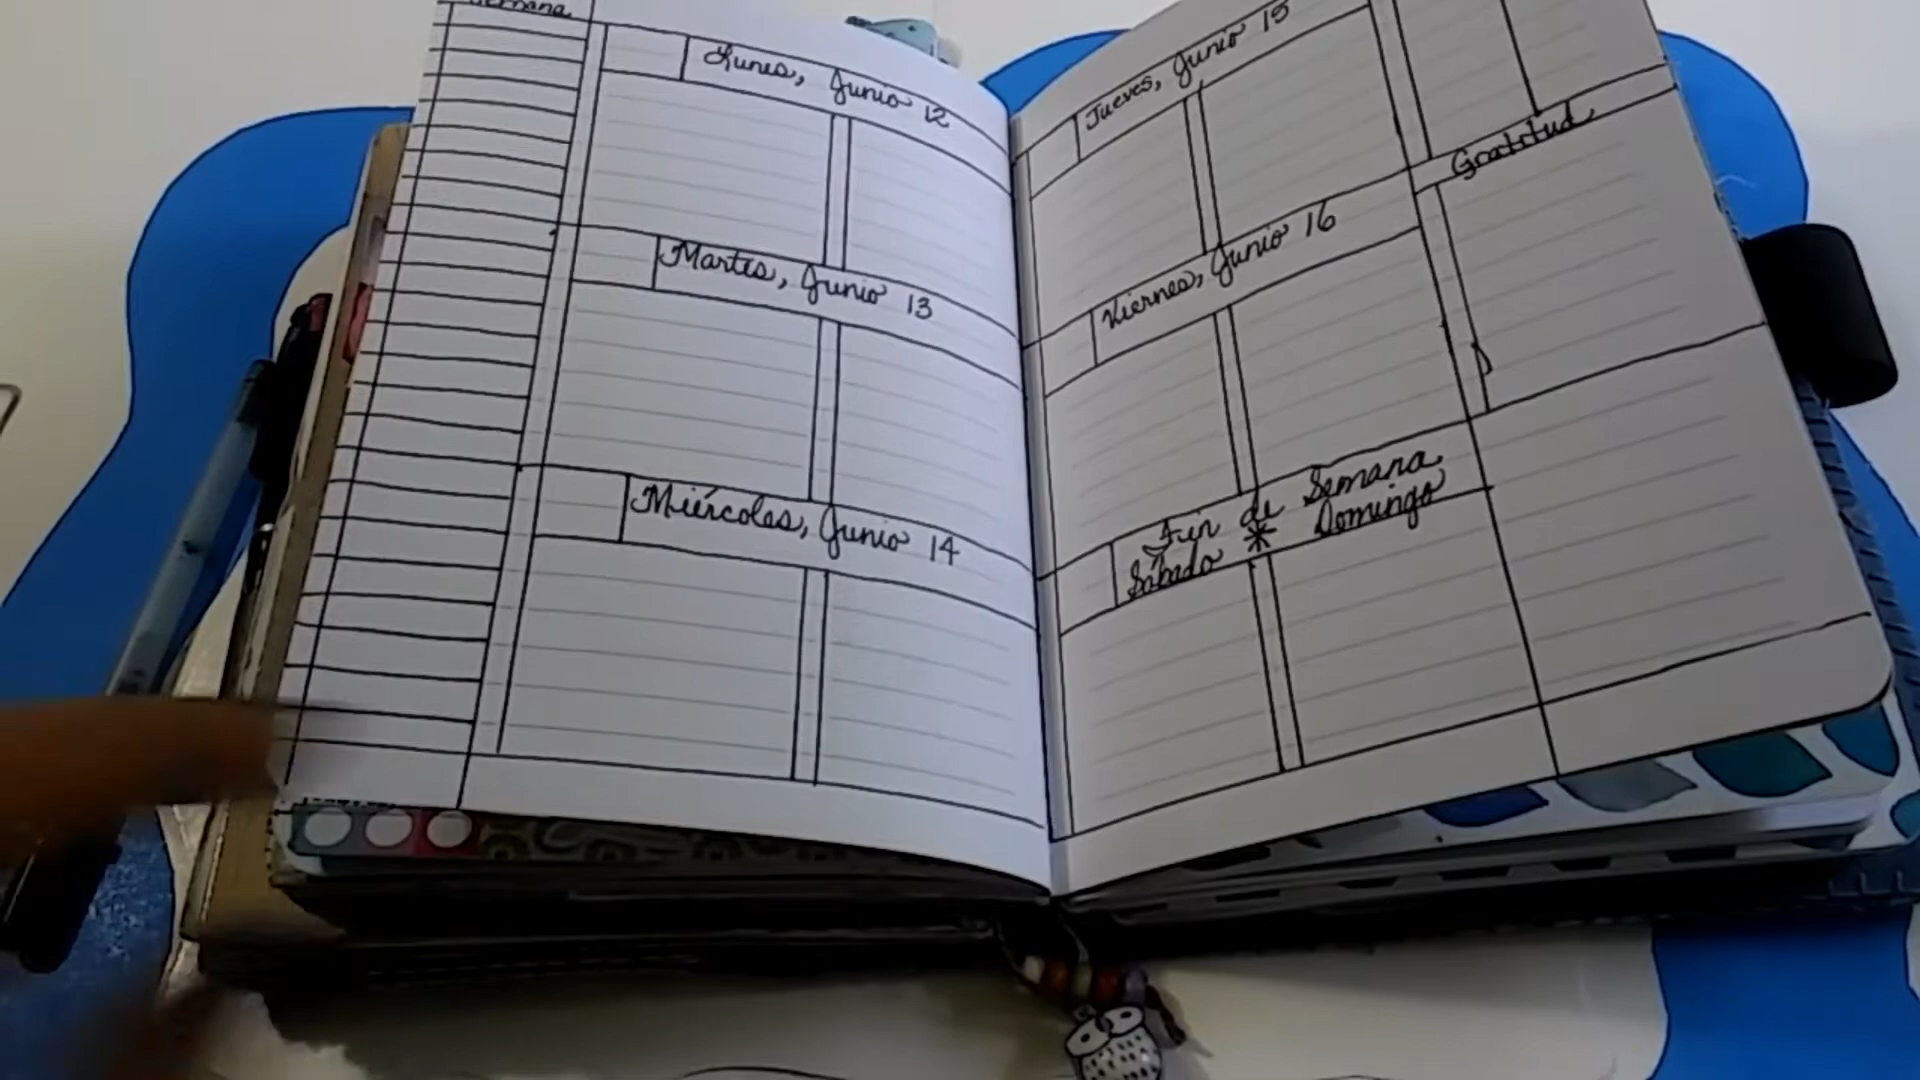 Semana
Lunes, Junio 12
Martes, Junio 13
Miércoles, Junio 14
Jueves, Junio 15
Viernes, Junio 16
Fin de Semana
Sábado * Domingo
Gratitud